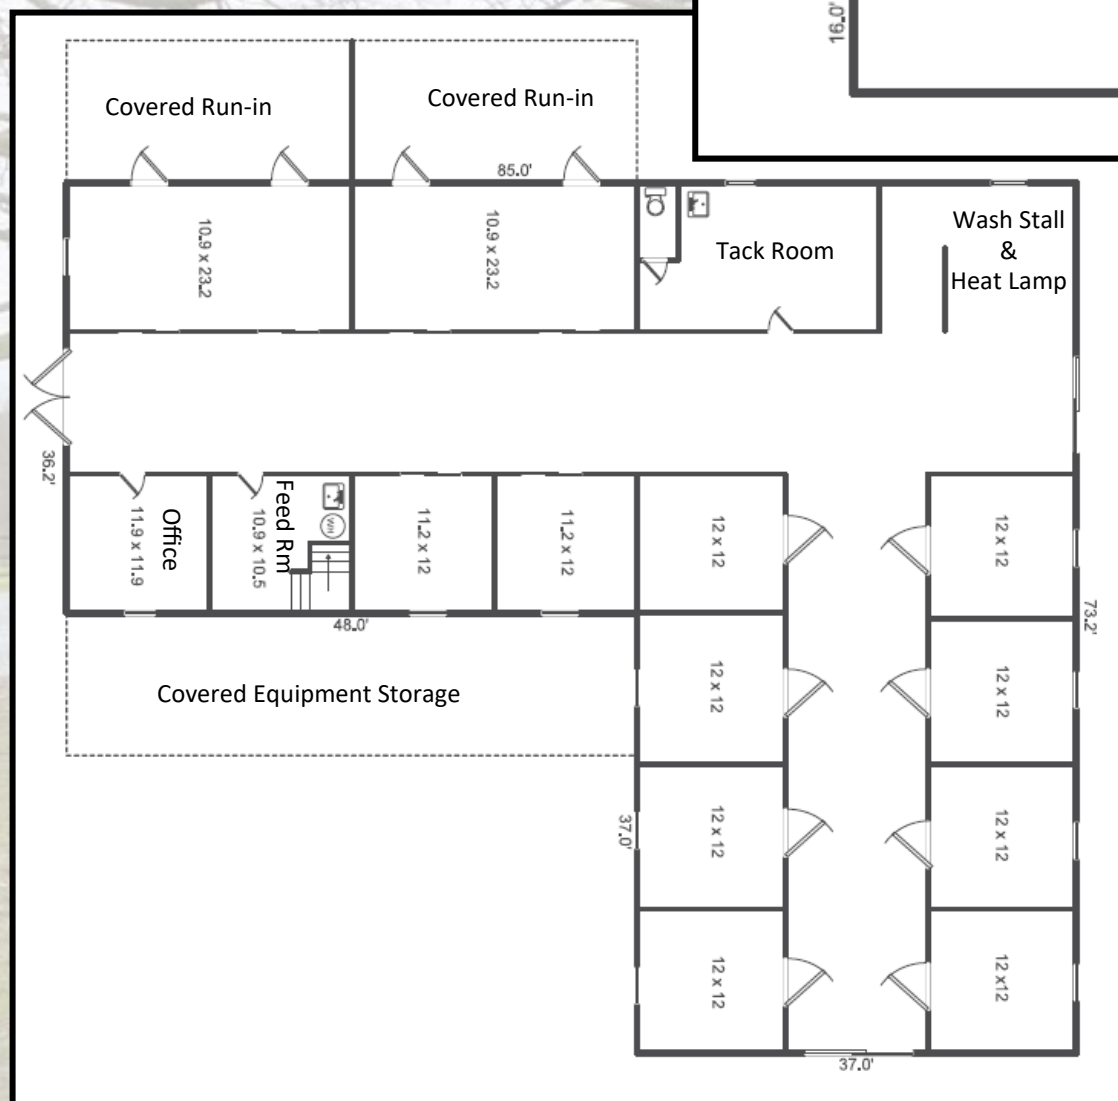 16.0'
Covered Run-in
Covered Run-in
85.0'
10.9 x 23.2
10.9 x 23.2
Tack Room
Wash Stall
&
Heat Lamp
36.2'
Office
11.9 x 11.9
Feed Rm
10.9 x 10.5
WH
11.2 x 12
11.2 x 12
12 x 12
12 x 12
48.0'
73.2'
Covered Equipment Storage
12 x 12
12 x 12
37.0'
12 x 12
12 x 12
12 x 12
12 x12
37.0'